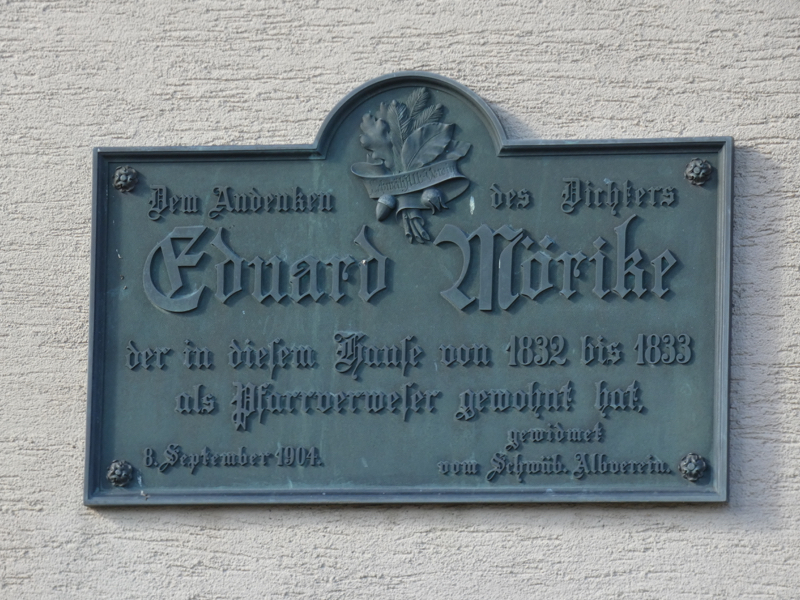 Dem Andenken des Dichters
Eduard Mörike
der in diesem Hause von 1832 bis 1833
als Pfarrverweser gewohnt hat,
gewidmet
8. September 1904. vom Schwüb. Albverein.